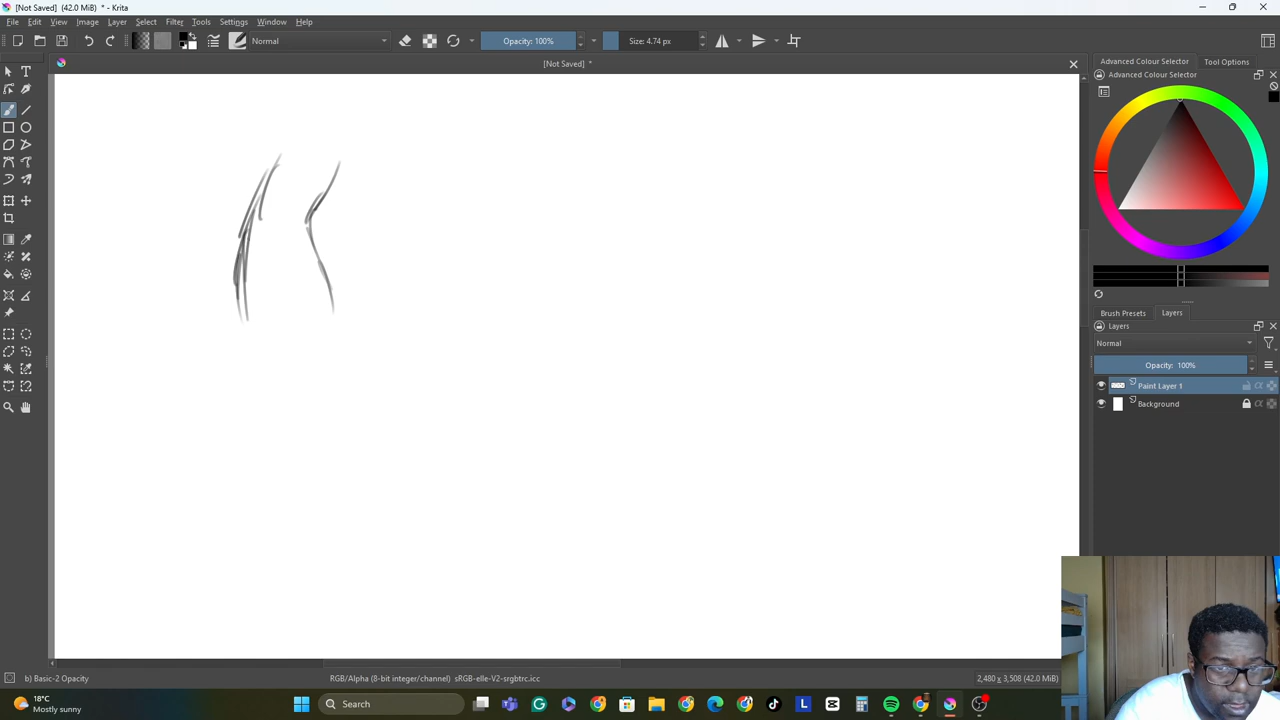 [Not Saved] (42.0 MiB) * - Krita
File Edit View Image Layer Select Filter Tools Settings Window Help
Normal
Opacity: 100%
Size: 4.74 px
[Not Saved] *
Advanced Colour Selector Tool Options
Advanced Colour Selector
Brush Presets Layers
Layers
Normal
Opacity: 100%
Paint Layer 1
Background
b) Basic-2 Opacity
RGB/Alpha (8-bit integer/channel) sRGB-elle-V2-srgbtrc.icc
2,480 x 3,508 (42.0 MiB)
18°C
Mostly sunny
Search